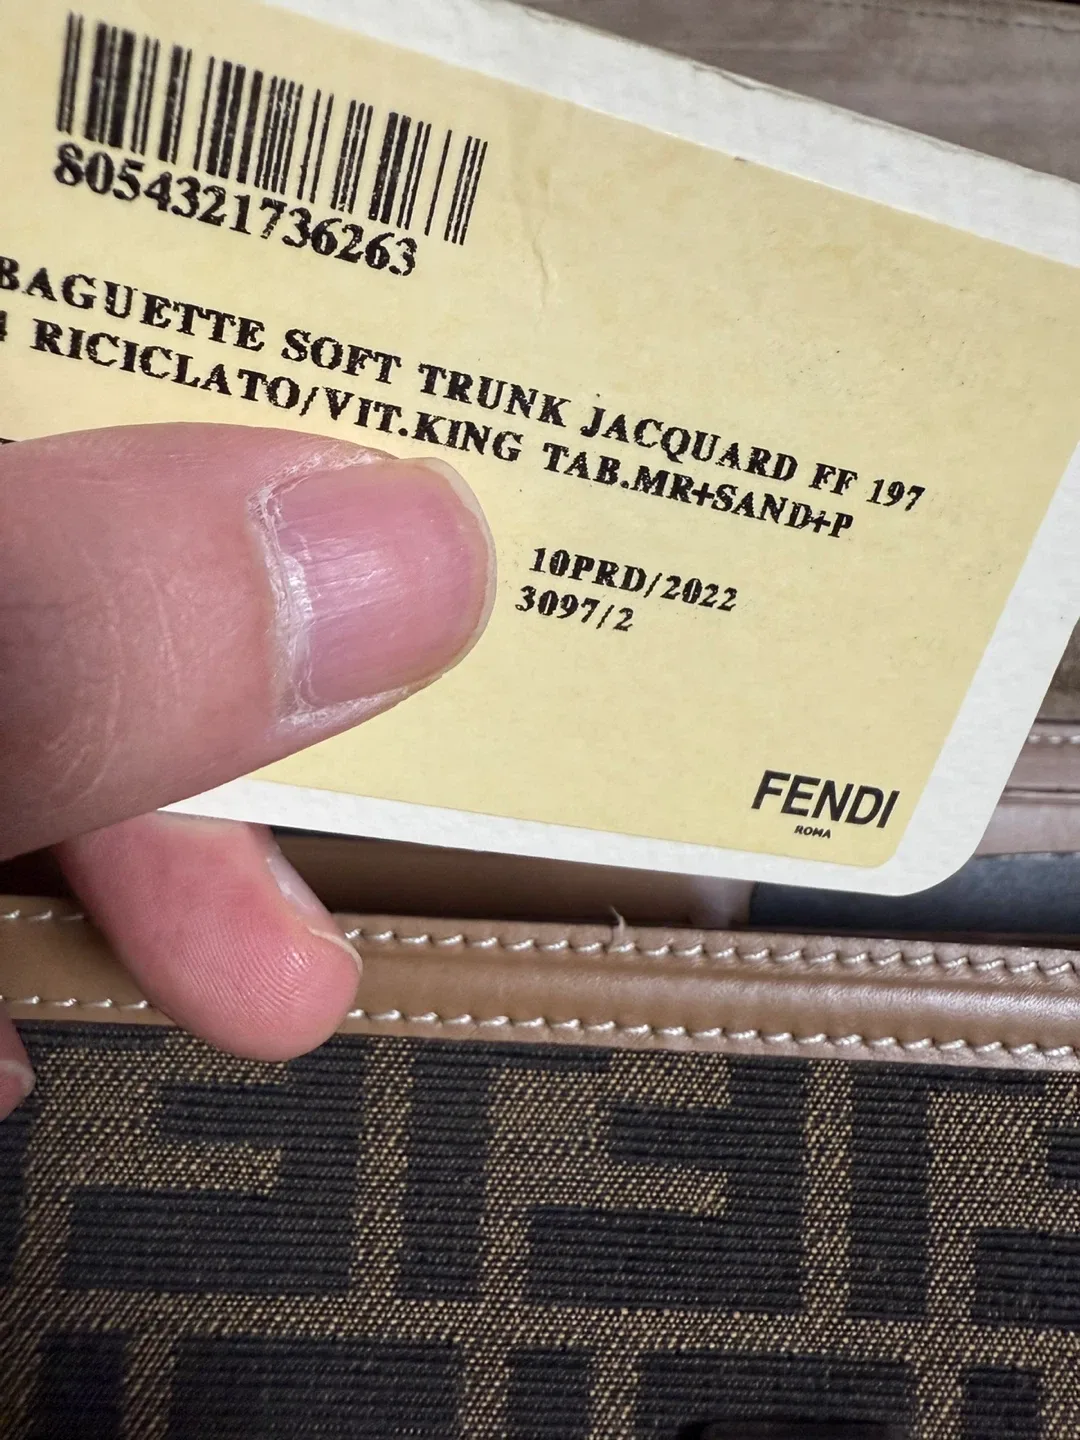 8054321736263
BAGUETTE SOFT TRUNK JACQUARD FF 197
4 RICICLATO/VIT.KING TAB.MR+SAND+P
10PRD/2022
3097/2
FENDI
ROMA